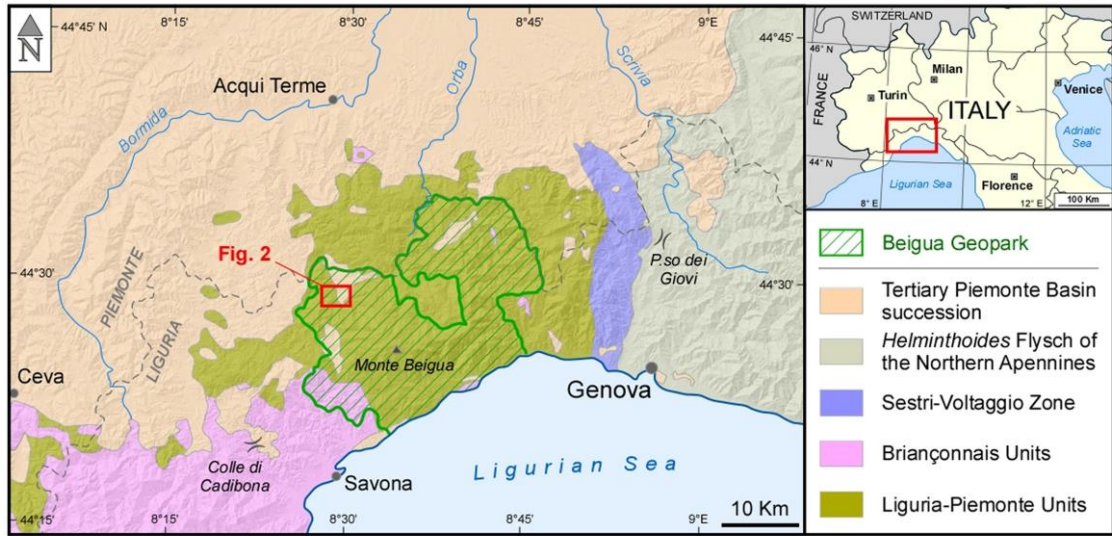 44°45' N
8°15'
8°30'
8°45'
9°E
44°45'
N
Acqui Terme
Bormida
Orba
Scrivia
Fig. 2
44°30'
44°30'
PIEMONTE
LIGURIA
P.so dei
Giovi
Monte Beigua
Ceva
Genova
Colle di
Cadibona
Savona
Ligurian Sea
44°15'
8°15'
8°30'
8°45'
9°E
10 Km
SWITZERLAND
46° N
FRANCE
Milan
Turin
Venice
ITALY
Adriatic
Sea
44° N
Ligurian Sea
Florence
8° E
12° E
100 Km
Beigua Geopark
Tertiary Piemonte Basin
succession
Helminthoides Flysch of
the Northern Apennines
Sestri-Voltaggio Zone
Briançonnais Units
Liguria-Piemonte Units